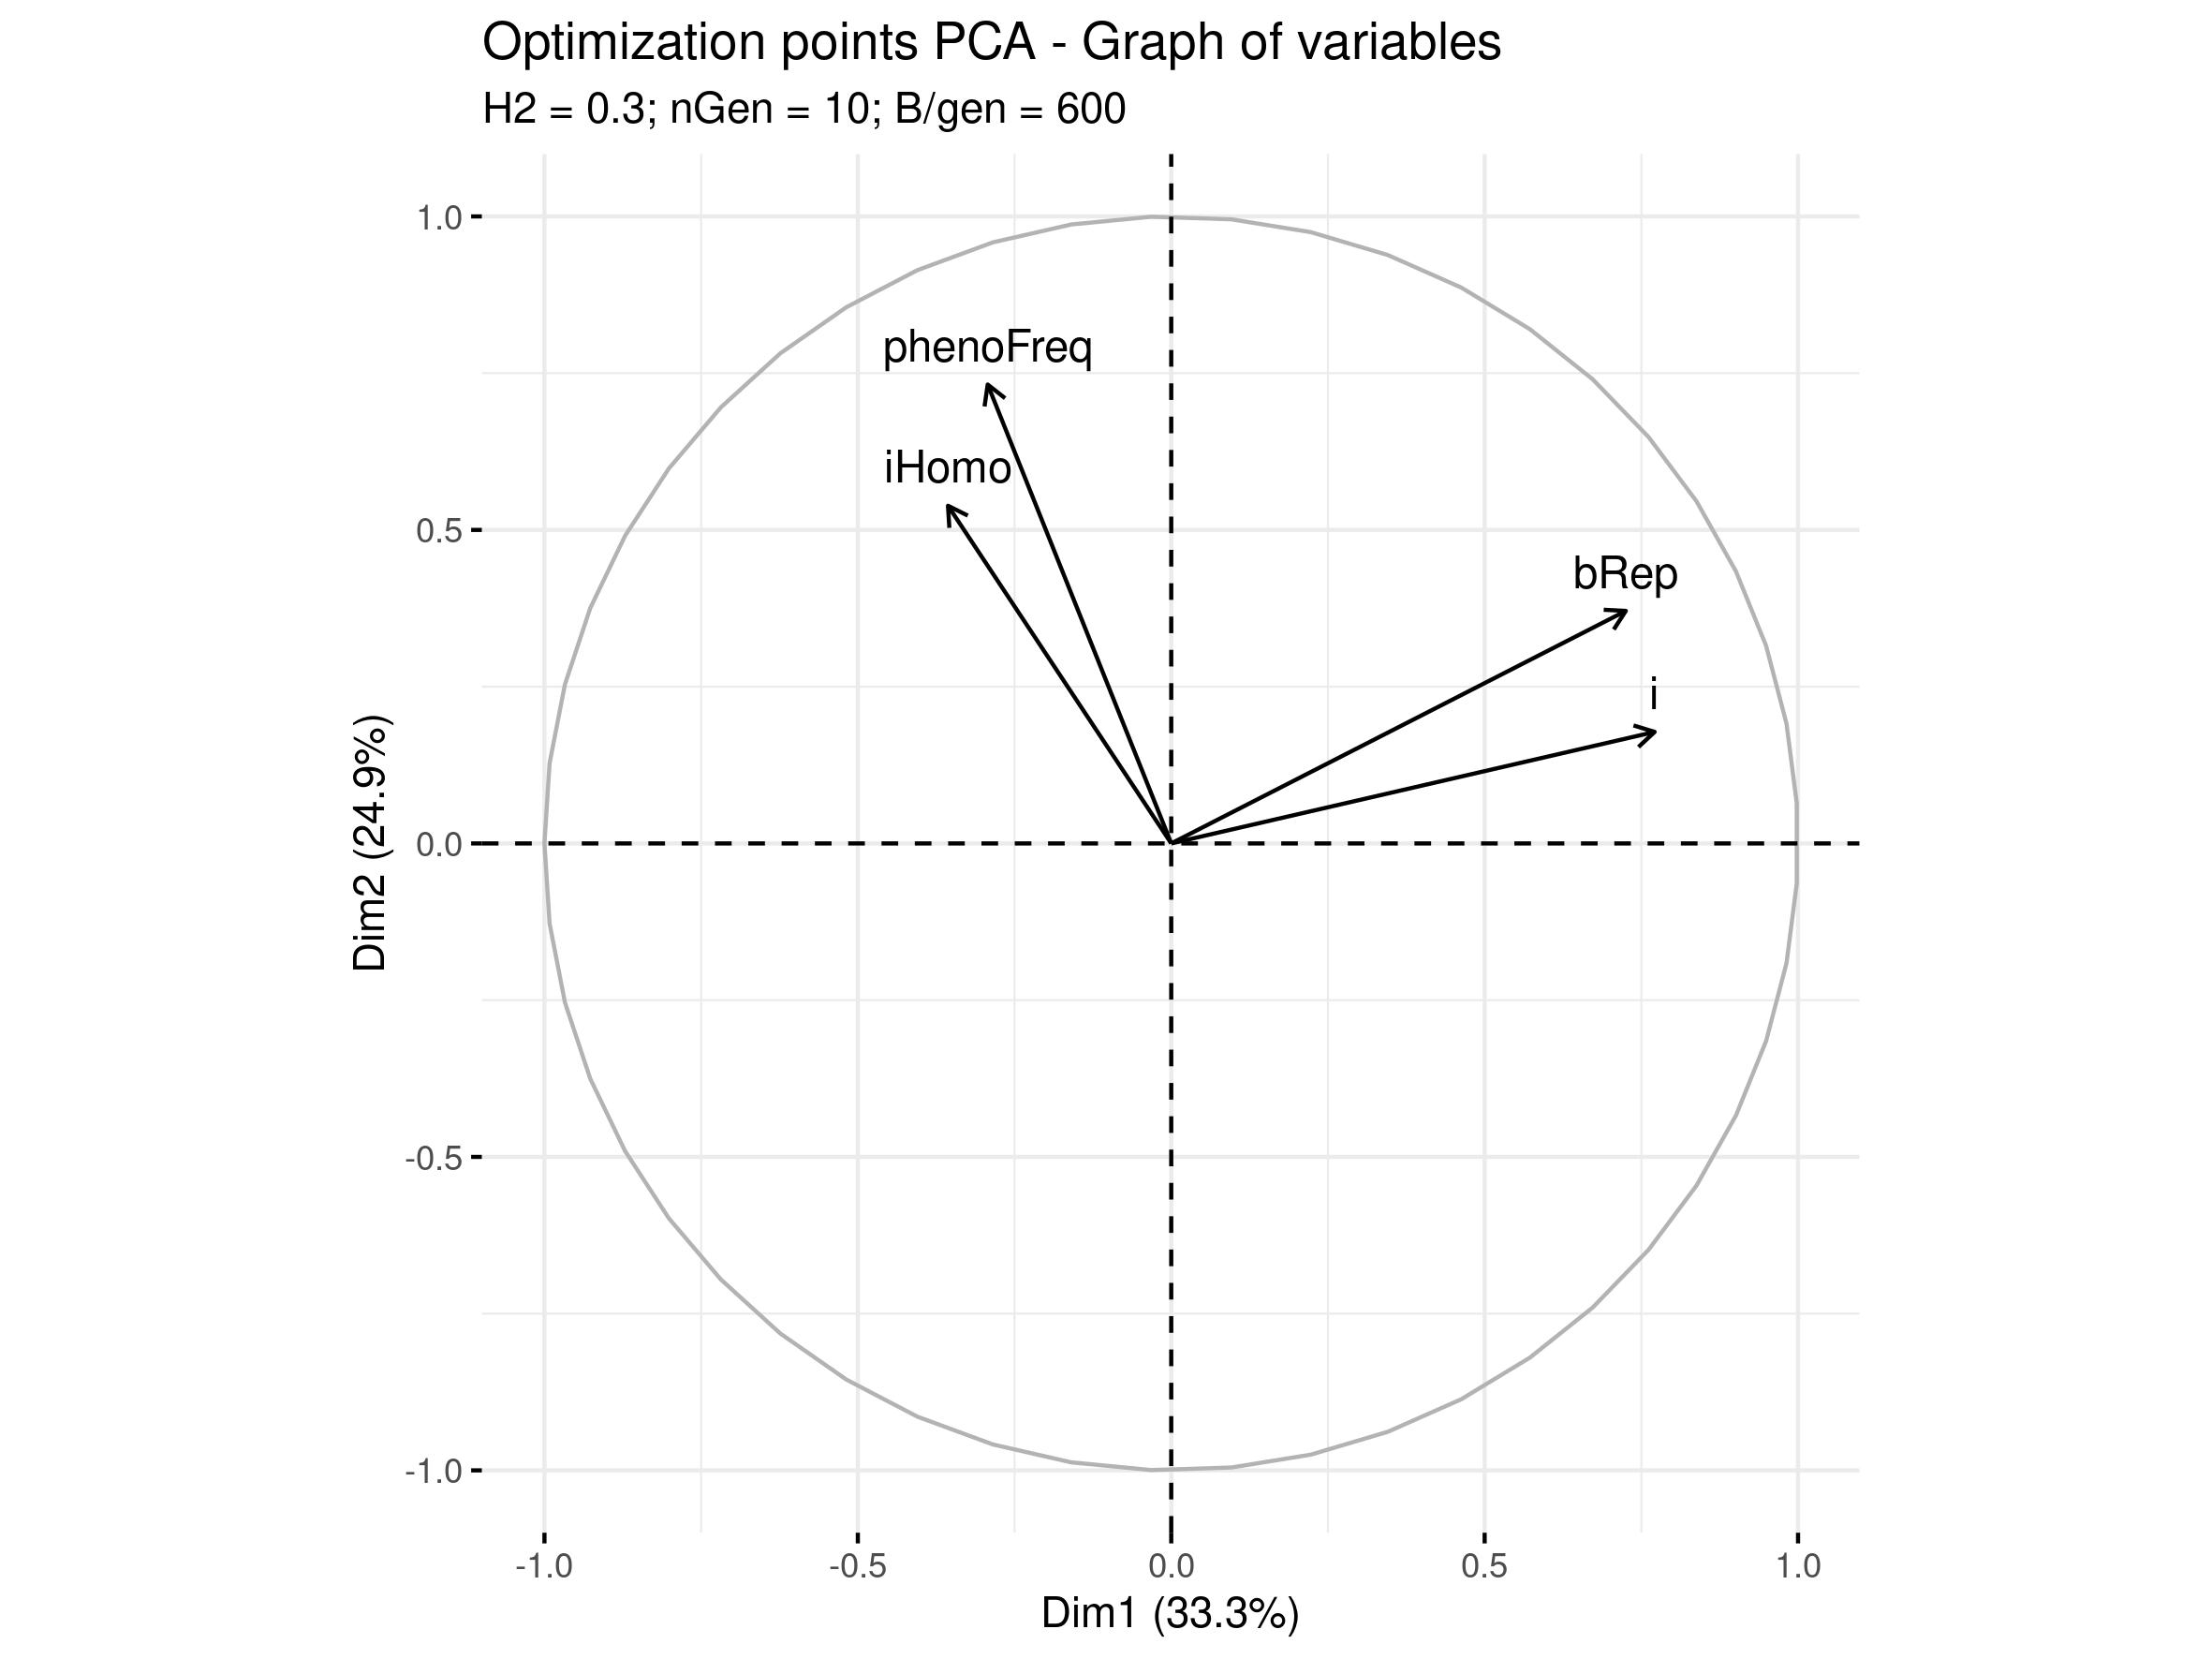 Optimization points PCA - Graph of variables
H2 = 0.3; nGen = 10; B/gen = 600
1.0
0.5
0.0
-0.5
-1.0
Dim2 (24.9%)
phenoFreq
iHomo
bRep
i
-1.0
-0.5
0.0
0.5
1.0
Dim1 (33.3%)